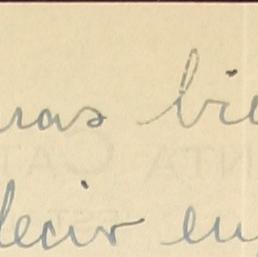 ras bie
decir en